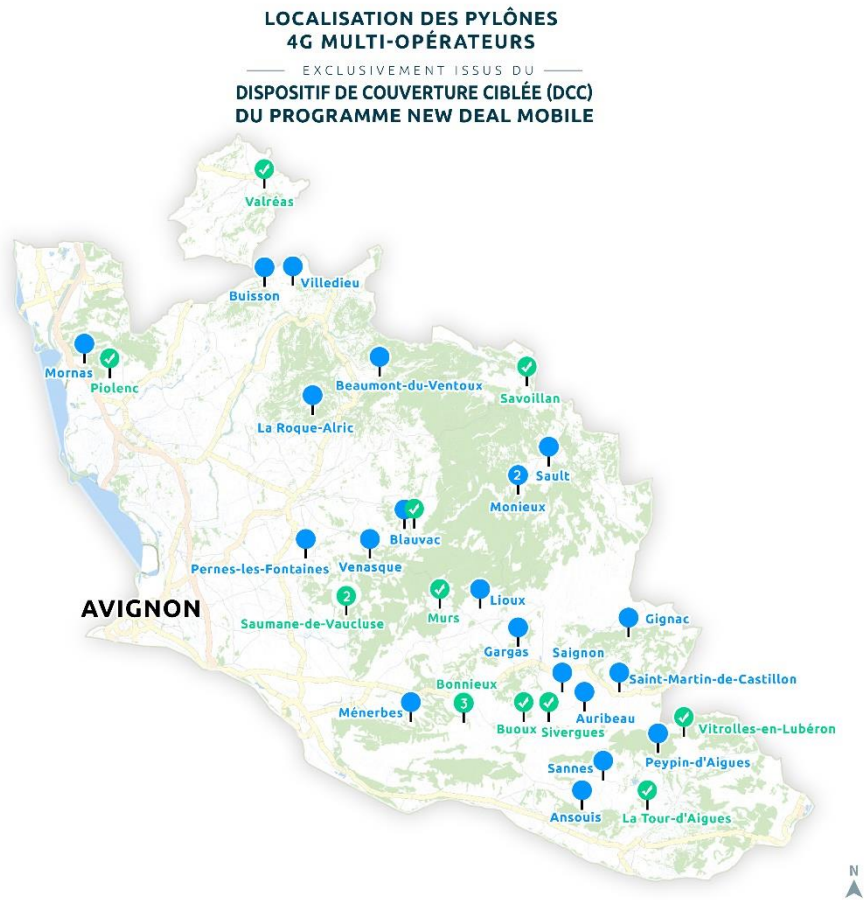 LOCALISATION DES PYLÔNES
4G MULTI-OPÉRATEURS
EXCLUSIVEMENT ISSUS DU
DISPOSITIF DE COUVERTURE CIBLÉE (DCC)
DU PROGRAMME NEW DEAL MOBILE
Valréas
Buisson
Villedieu
Mornas
Piolenc
Beaumont-du-Ventoux
Savoillan
La Roque-Alric
Sault
2
Monieux
Blauvac
Pernes-les-Fontaines
Venasque
2
Saumane-de-Vaucluse
Murs
Lioux
AVIGNON
Gignac
Gargas
Saignon
Saint-Martin-de-Castillon
Bonnieux
3
Ménerbes
Auribeau
Buoux
Sivergues
Vitrolles-en-Lubéron
Peypin-d'Aigues
Sannes
Ansouis
La Tour-d'Aigues
N